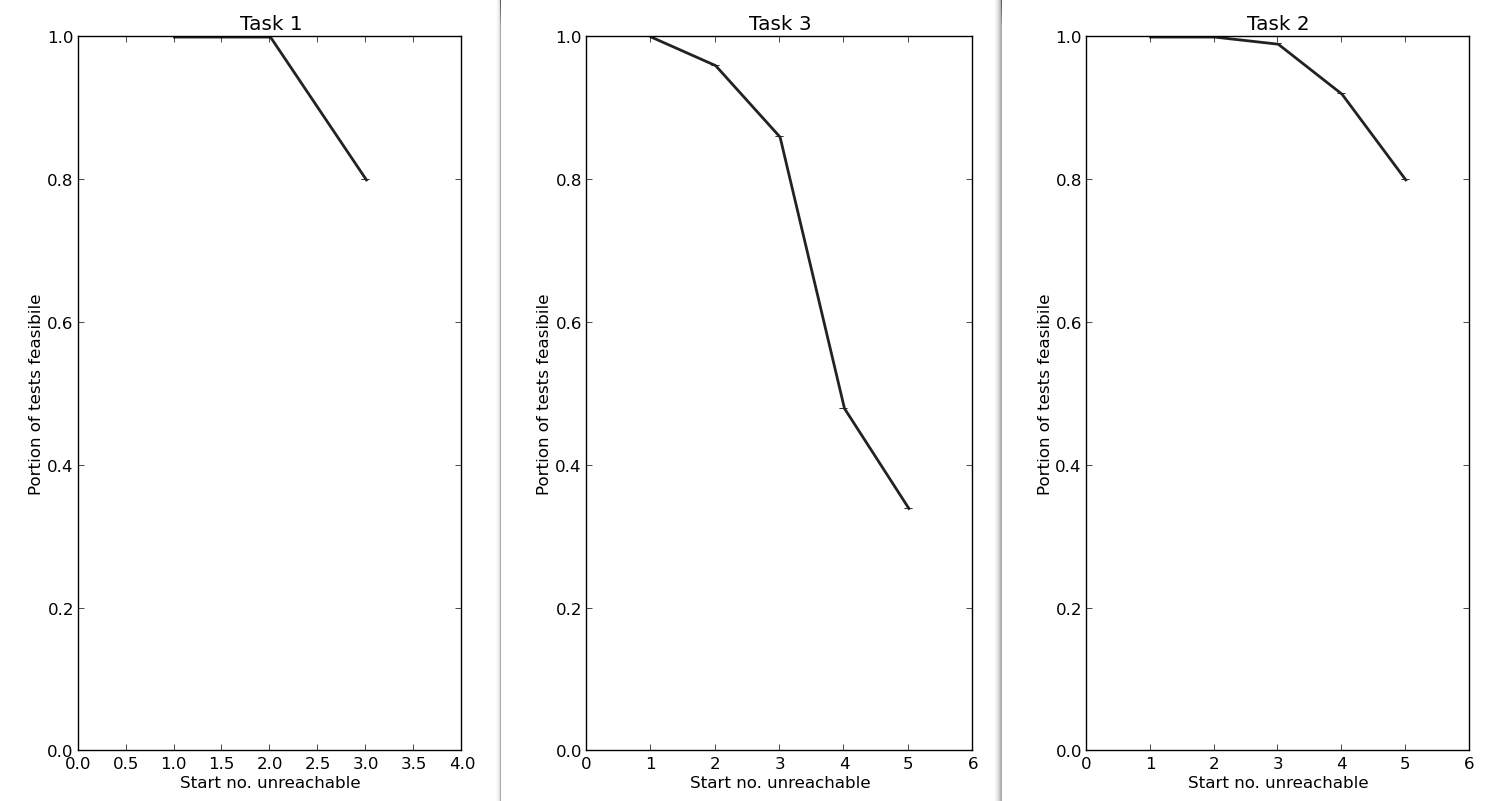 Task 1
1.0
0.8
0.6
0.4
0.2
0.0
Portion of tests feasibile
0.0 0.5 1.0 1.5 2.0 2.5 3.0 3.5 4.0
Start no. unreachable
Task 3
1.0
0.8
0.6
0.4
0.2
0.0
Portion of tests feasibile
0 1 2 3 4 5 6
Start no. unreachable
Task 2
1.0
0.8
0.6
0.4
0.2
0.0
Portion of tests feasibile
0 1 2 3 4 5 6
Start no. unreachable